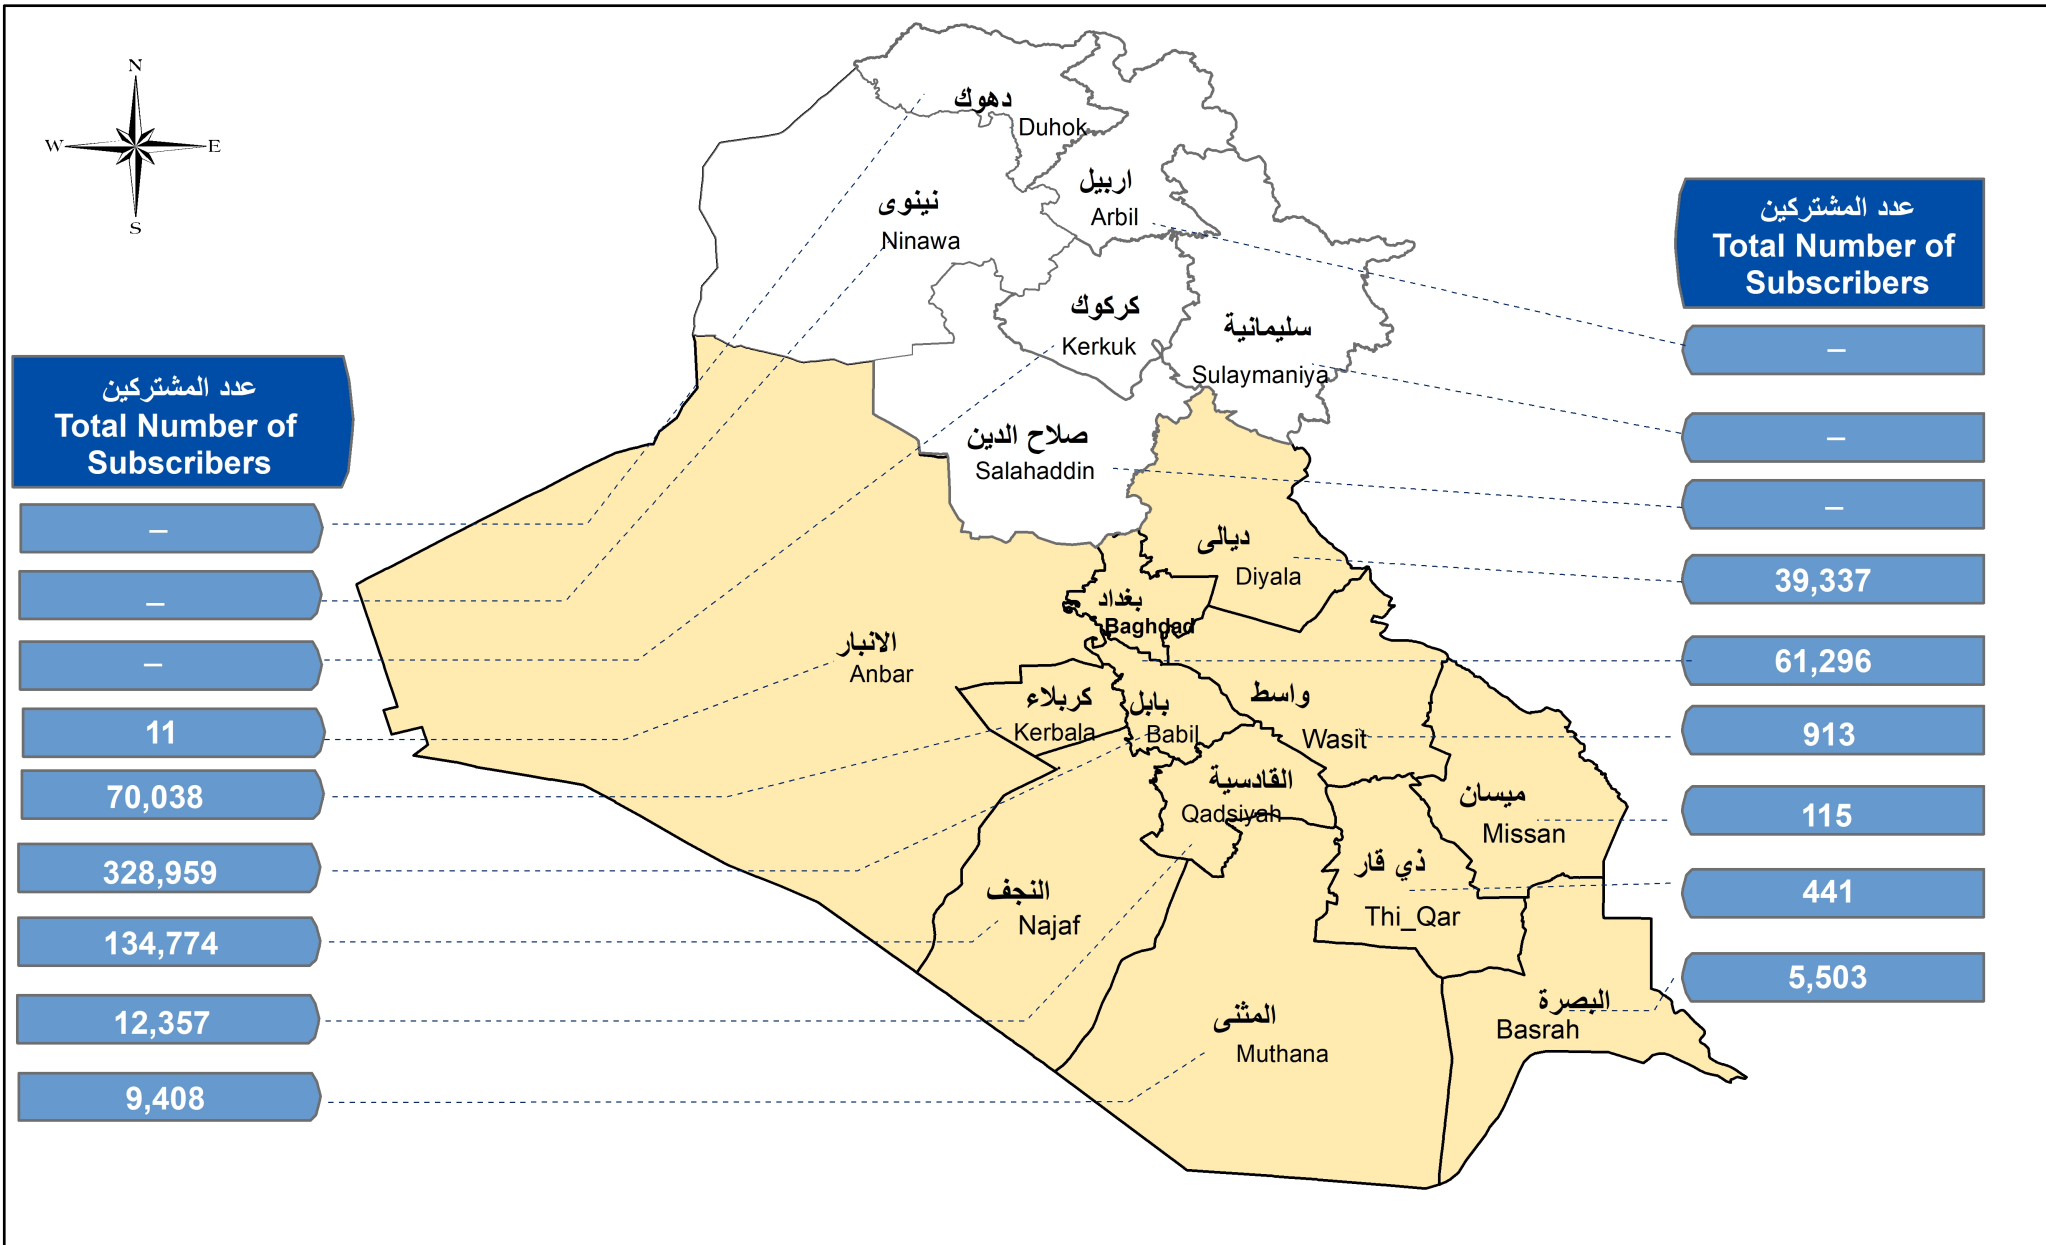 N
W
E
S
دهوك
Duhok
اربيل
Arbil
نينوى
Ninawa
كركوك
Kerkuk
سليمانية
Sulaymaniya
صلاح الدين
Salahaddin
ديالى
Diyala
بغداد
Baghdad
الانبار
Anbar
كربلاء
Kerbala
بابل
Babil
واسط
Wasit
القادسية
Qadsiyah
ميسان
Missan
ذي قار
Thi_Qar
النجف
Najaf
المثنى
Muthana
البصرة
Basrah
عدد المشتركين
Total Number of
Subscribers
–
–
–
11
70,038
328,959
134,774
12,357
9,408
عدد المشتركين
Total Number of
Subscribers
–
–
–
39,337
61,296
913
115
441
5,503